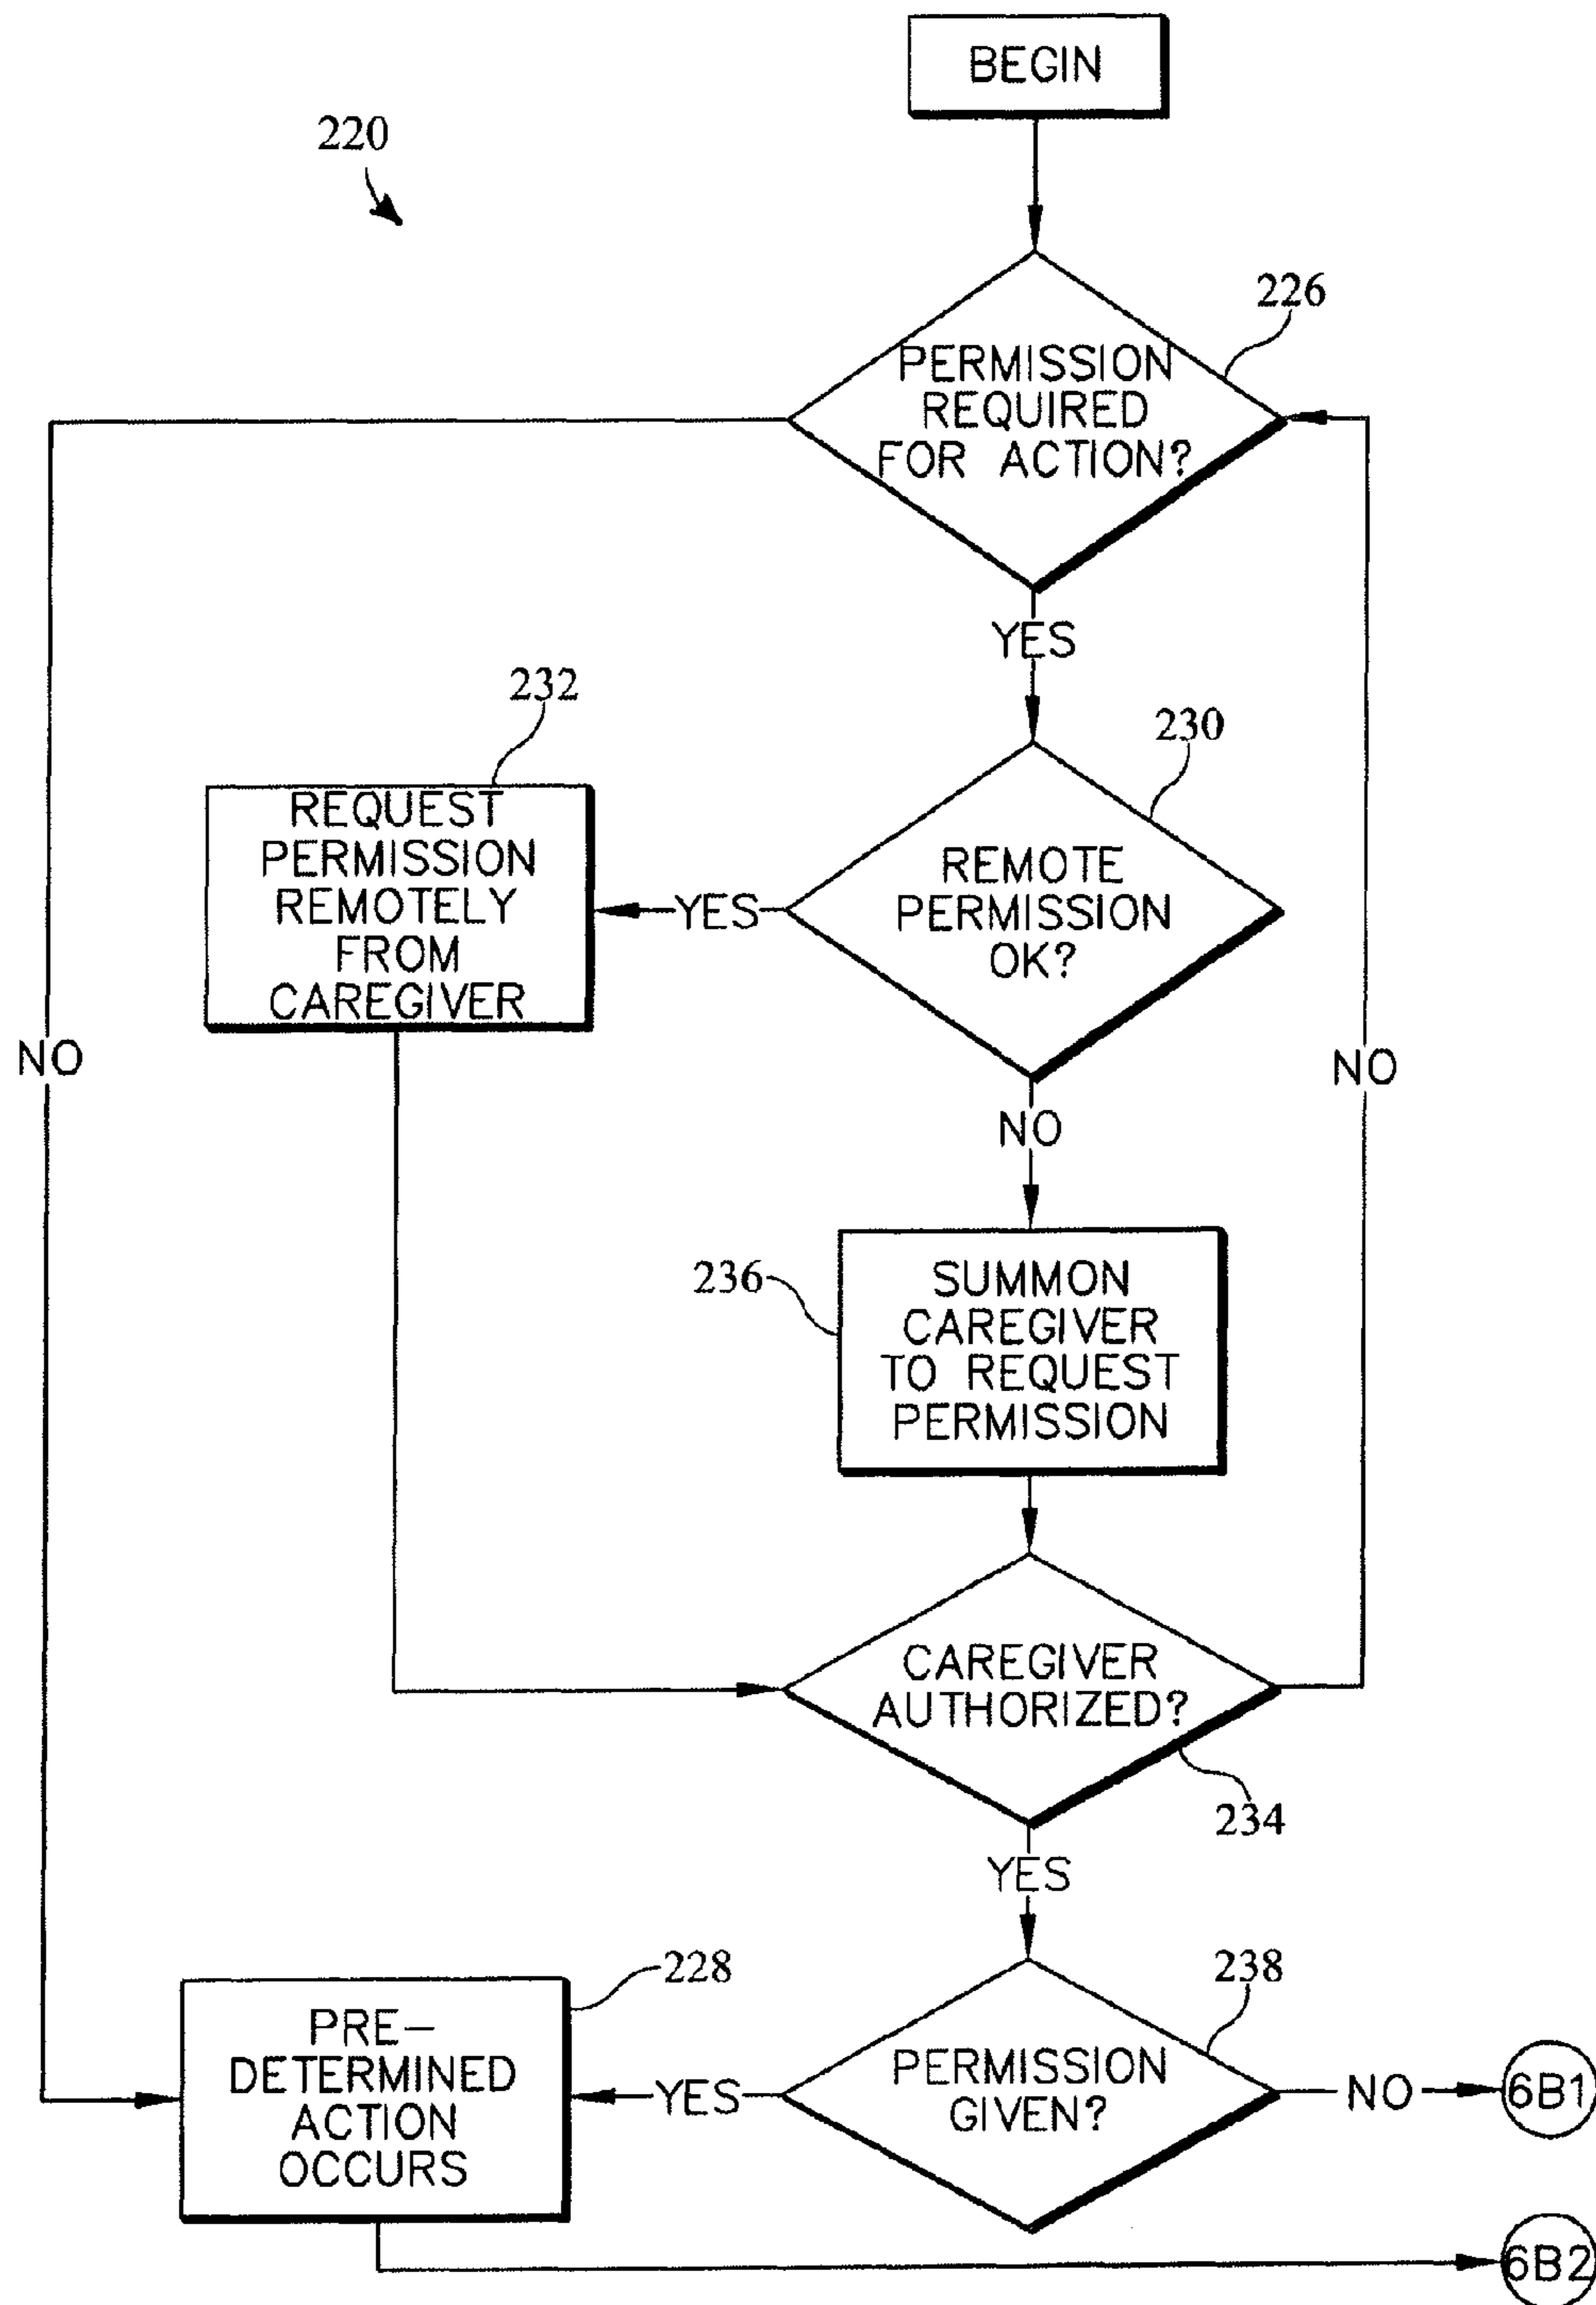 BEGIN
220
226
PERMISSION
REQUIRED
FOR ACTION?
YES
232
230
REQUEST
PERMISSION
REMOTELY
FROM
CAREGIVER
YES
REMOTE
PERMISSION
OK?
NO
NO
NO
236
SUMMON
CAREGIVER
TO REQUEST
PERMISSION
CAREGIVER
AUTHORIZED?
234
YES
228
238
PRE-
DETERMINED
ACTION
OCCURS
YES
PERMISSION
GIVEN?
NO
6B1
6B2